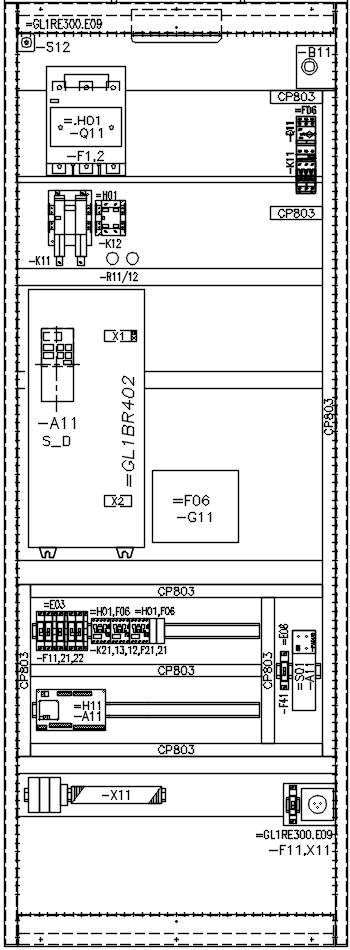 =GL1RE300.E09
-S12
-B11
CP803
=.H01
-Q11
-F1,2
=F06
-Q11
-K11
CP803
=H01
-K11
-K12
-R11/12
X1
=GL1BR402
-A11
S_D
CP803
X2
=F06
-G11
CP803
=E03
=H01,F06
=H01,F06
-F11,21,22
-K21,13,12,F21,21
CP803
CP803
CP803
=E06
=S01
-A11
-F41
=H11
-A11
CP803
-X11
=GL1RE300.E09
-F11,X11